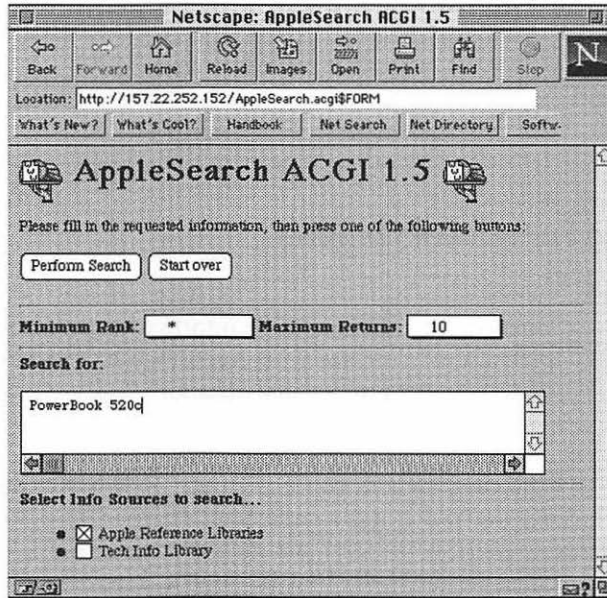 Netscape: AppleSearch ACGI 1.5
Back Forward Home Reload Images Open Print Find Stop N
Location: http://157.22.252.152/AppleSearch.acgi$FORM
What's New? What's Cool? Handbook Net Search Net Directory Softw
AppleSearch ACGI 1.5
Please fill in the requested information, then press one of the following buttons:
Perform Search Start over
Minimum Rank: * Maximum Returns: 10
Search for:
PowerBook 520c
Select Info Sources to search...
Apple Reference Libraries
Tech Info Library
?